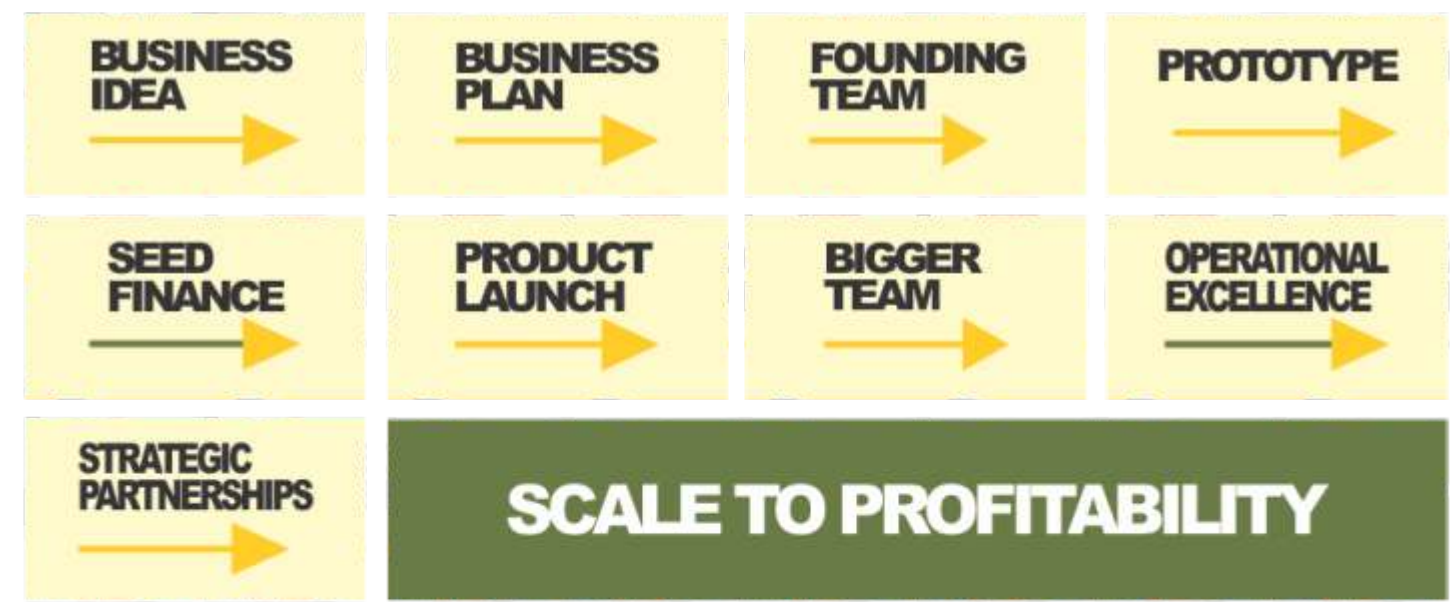 BUSINESS
IDEA
BUSINESS
PLAN
FOUNDING
TEAM
PROTOTYPE
SEED
FINANCE
PRODUCT
LAUNCH
BIGGER
TEAM
OPERATIONAL
EXCELLENCE
STRATEGIC
PARTNERSHIPS
SCALE TO PROFITABILITY